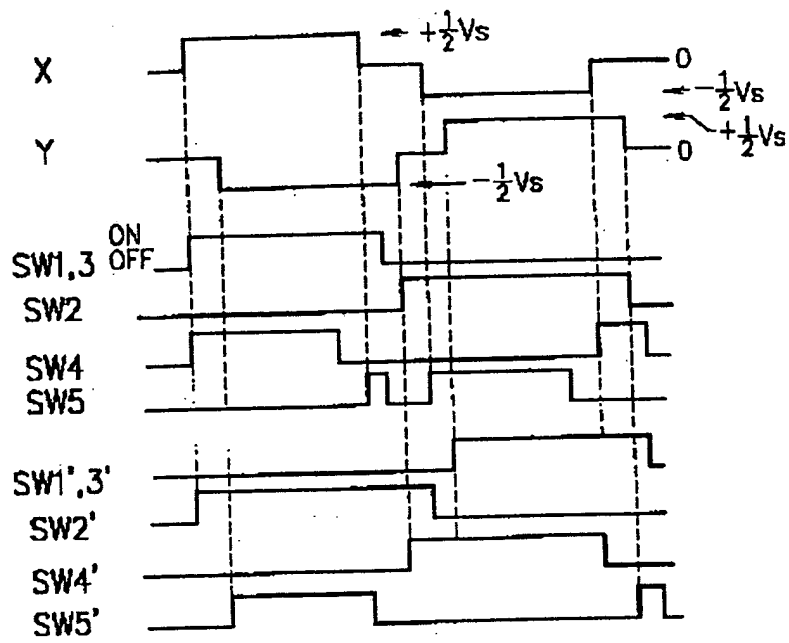 +1/2Vs
X
0
-1/2Vs
+1/2Vs
Y
0
-1/2Vs
ON
OFF
SW1,3
SW2
SW4
SW5
SW1',3'
SW2'
SW4'
SW5'